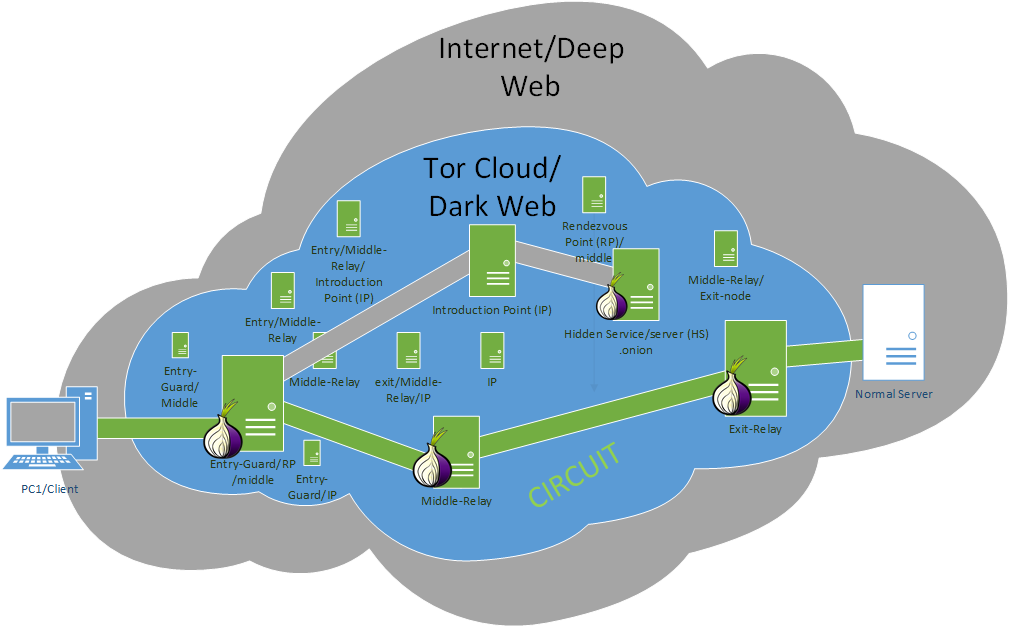 Internet/Deep
Web
Tor Cloud/
Dark Web
Rendezvous
Point (RP)/
middle
Entry/Middle-
Relay/
Introduction
Point (IP)
Middle-Relay/
Exit-node
Introduction Point (IP)
Entry/Middle-
Relay
Hidden Service/server (HS)
.onion
Entry-
Guard/
Middle
Middle-Relay
exit/Middle-
Relay/IP
IP
Normal Server
Exit-Relay
Entry-Guard/RP
/middle
Entry-
Guard/IP
PC1/Client
Middle-Relay
CIRCUIT